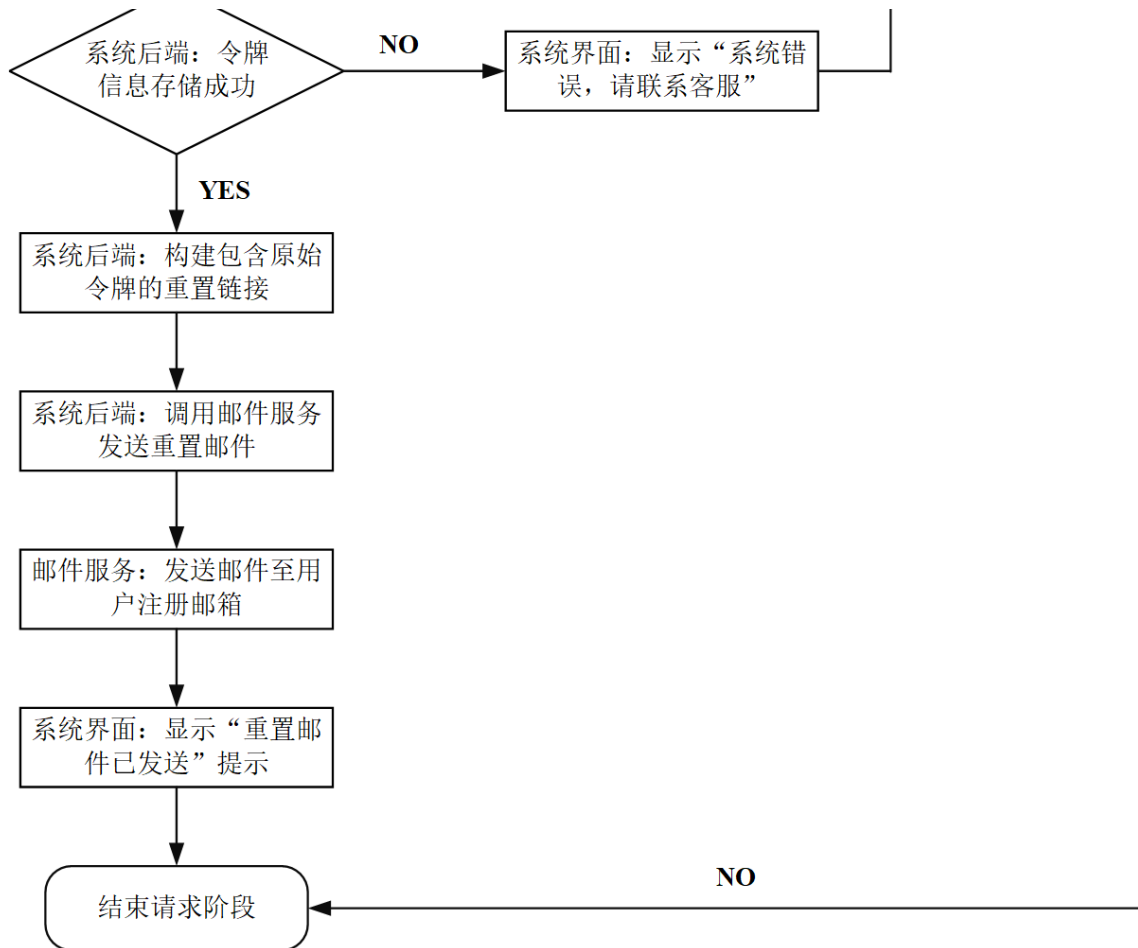 系统后端：令牌
信息存储成功
NO
系统界面：显示“系统错
误，请联系客服”
YES
系统后端：构建包含原始
令牌的重置链接
系统后端：调用邮件服务
发送重置邮件
邮件服务：发送邮件至用
户注册邮箱
系统界面：显示“重置邮
件已发送”提示
NO
结束请求阶段